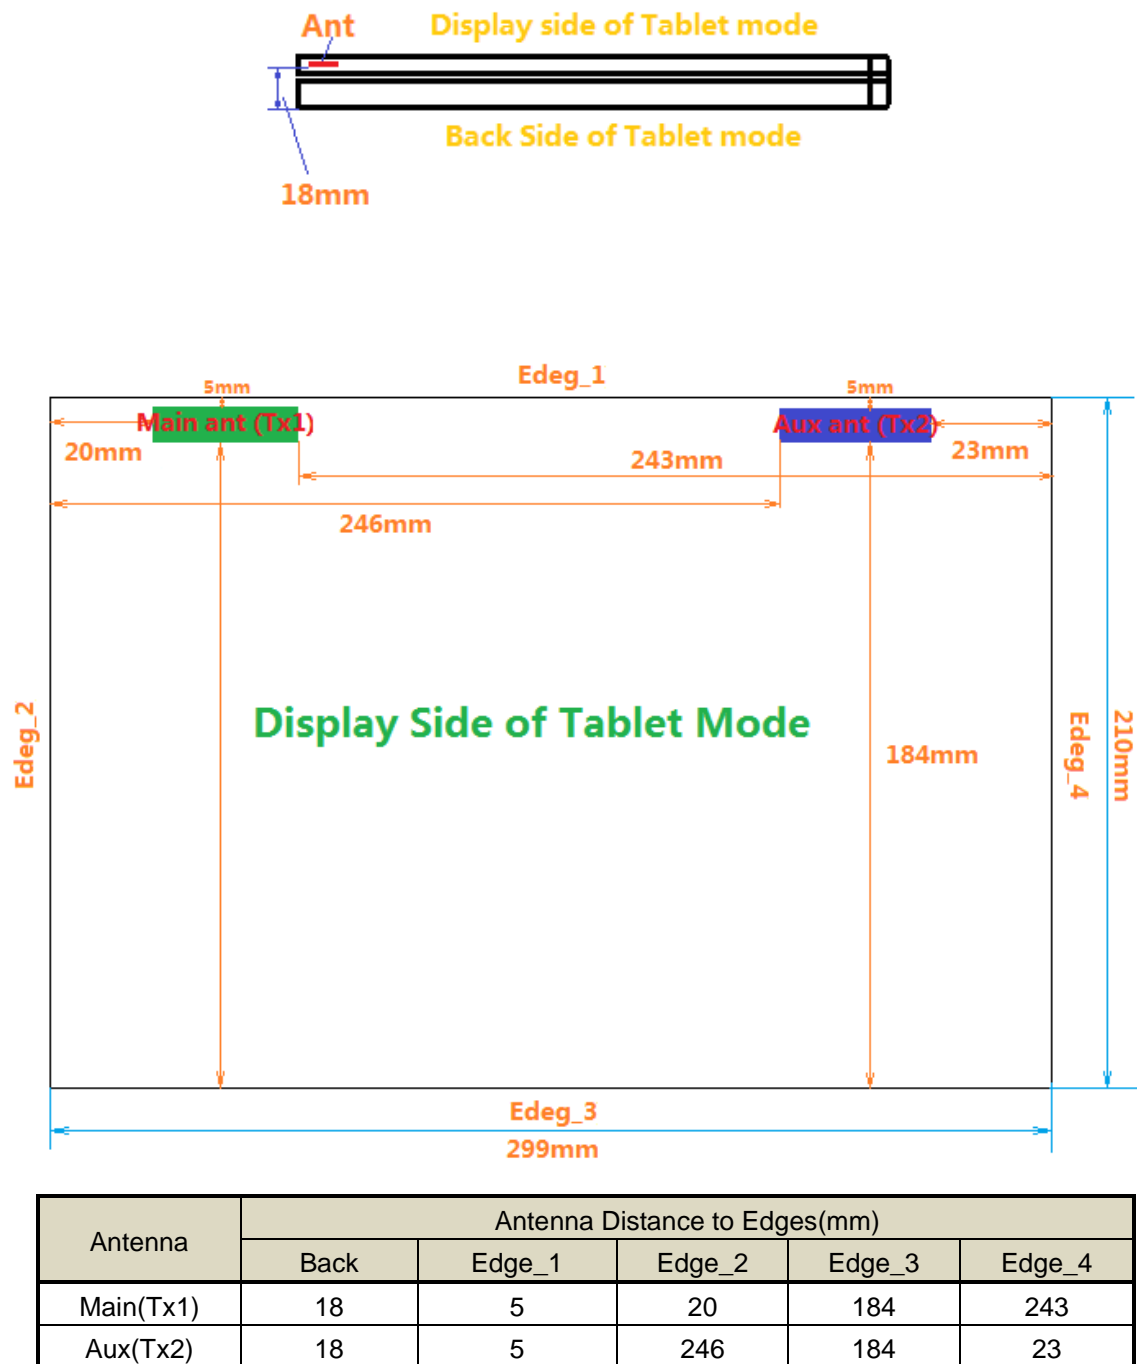 Ant
Display side of Tablet mode
Back Side of Tablet mode
18mm
Edeg_1
5mm
5mm
Main ant (Tx1)
Aux ant (Tx2)
20mm
243mm
23mm
246mm
Edeg_2
Display Side of Tablet Mode
184mm
Edeg_4
210mm
Edeg_3
299mm
Antenna
Antenna Distance to Edges(mm)
Back Edge_1 Edge_2 Edge_3 Edge_4
Main(Tx1) 18 5 20 184 243
Aux(Tx2) 18 5 246 184 23